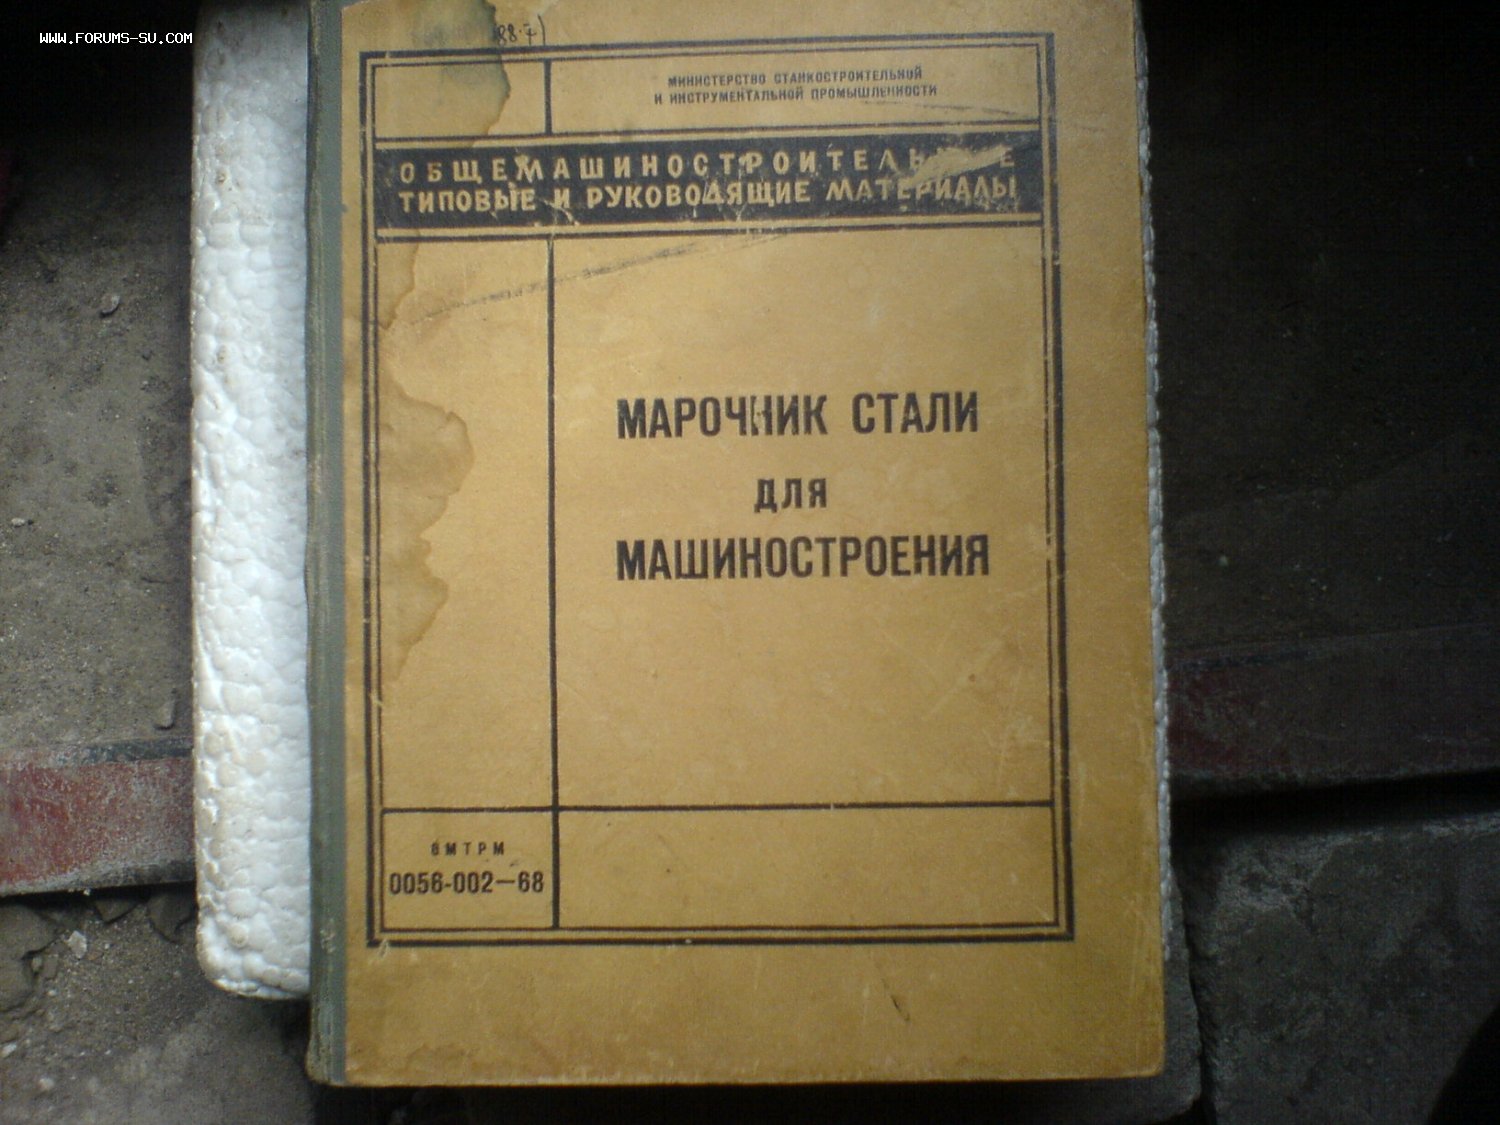 WWW.FORUMS-SU.COM
МИНИСТЕРСТВО СТАНКОСТРОИТЕЛЬНОЙ
И ИНСТРУМЕНТАЛЬНОЙ ПРОМЫШЛЕННОСТИ
ОБЩЕМАШИНОСТРОИТЕЛЬНЫЕ
ТИПОВЫЕ И РУКОВОДЯЩИЕ МАТЕРИАЛЫ
МАРОЧНИК СТАЛИ
ДЛЯ
МАШИНОСТРОЕНИЯ
ОМТРМ
0056-002—68